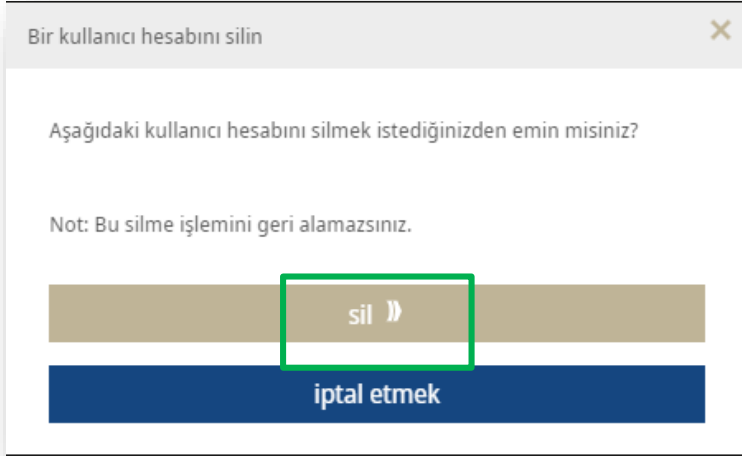 Bir kullanıcı hesabını silin
Aşağıdaki kullanıcı hesabını silmek istediğinizden emin misiniz?
Not: Bu silme işlemini geri alamazsınız.
sil
iptal etmek